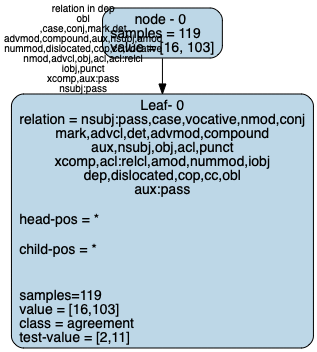 relation in dep
obl
,case,conj,mark,det
advmod,compound,aux,nsubj,amod
nummod,dislocated,cop,cc,vocative
nmod,advcl,obj,acl,acl:relcl
iobj,punct
xcomp,aux:pass
nsubj:pass
node - 0
samples = 119
value = [16, 103]
Leaf- 0
relation = nsubj:pass,case,vocative,nmod,conj
mark,advcl,det,advmod,compound
aux,nsubj,obj,acl,punct
xcomp,acl:relcl,amod,nummod,iobj
dep,dislocated,cop,cc,obl
aux:pass
head-pos = *
child-pos = *
samples=119
value = [16,103]
class = agreement
test-value = [2,11]